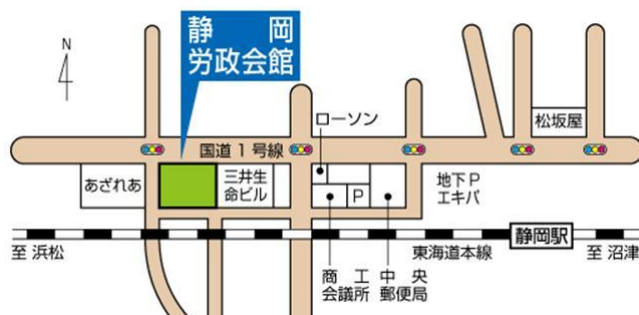 静岡
労政会館
N
ローソン
松坂屋
国道1号線
あざれあ
三井生
命ビル
P
地下P
エキパ
静岡駅
至 浜松
東海道本線
至 沼津
商工
会議所
中央
郵便局